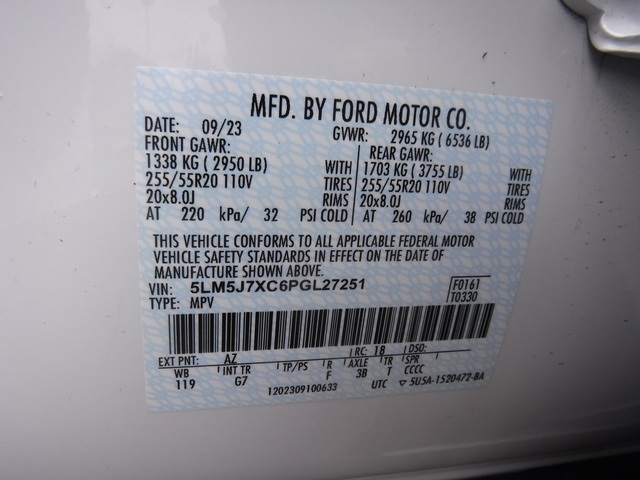 MFD. BY FORD MOTOR CO.
DATE: 09/23 GVWR: 2965 KG ( 6536 LB)
FRONT GAWR: REAR GAWR:
1338 KG ( 2950 LB) WITH 1703 KG ( 3755 LB) WITH
255/55R20 110V TIRES 255/55R20 110V TIRES
20x8.0J RIMS 20x8.0J RIMS
AT 220 kPa/ 32 PSI COLD AT 260 kPa/ 38 PSI COLD
THIS VEHICLE CONFORMS TO ALL APPLICABLE FEDERAL MOTOR
VEHICLE SAFETY STANDARDS IN EFFECT ON THE DATE OF
MANUFACTURE SHOWN ABOVE.
VIN: 5LM5J7XC6PGL27251 F0161
TYPE: MPV T0330
EXT PNT: AZ RC: 18 DSO:
WB INT TR TP/PS R AXLE TR SPR
119 G7 F 3B T CCCC
1202309100633 UTC ▽ 5U5A-1520472-BA